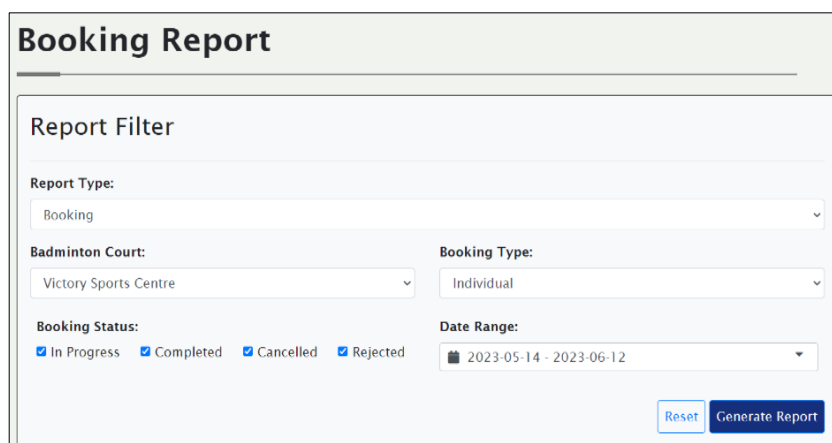 Booking Report
Report Filter
Report Type:
Booking
Badminton Court:
Booking Type:
Victory Sports Centre
Individual
Booking Status:
Date Range:
In Progress Completed Cancelled Rejected
2023-05-14 - 2023-06-12
Reset Generate Report